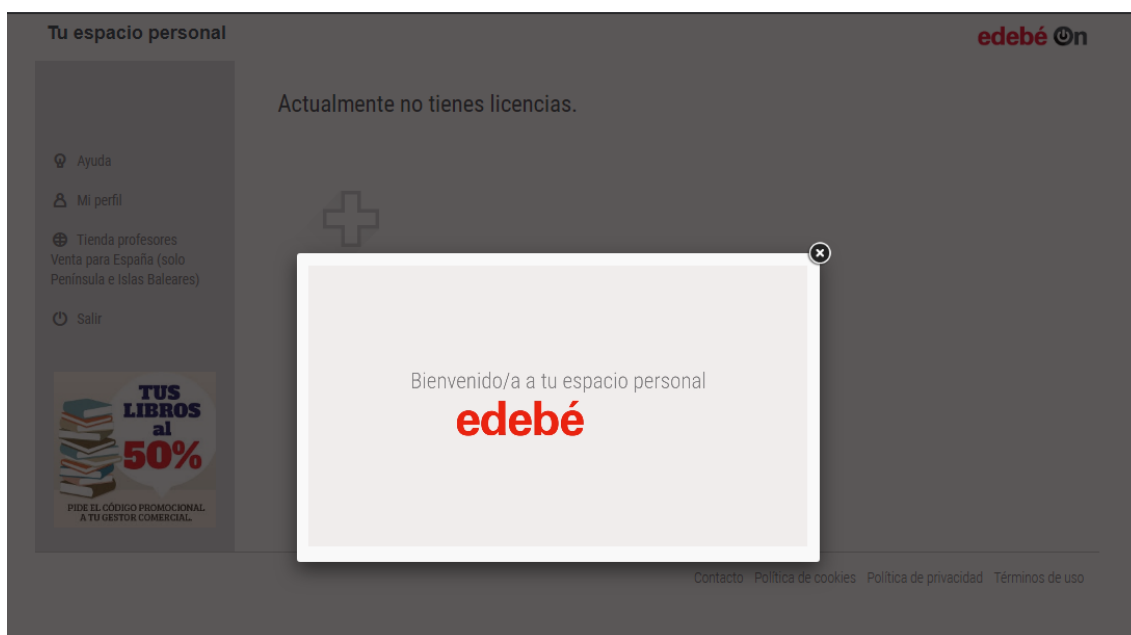 Tu espacio personal
edebé On
Actualmente no tienes licencias.
Ayuda
Mi perfil
Tienda profesores
Venta para España (solo
Península e Islas Baleares)
Salir
TUS
LIBROS
al
50%
PIDE EL CÓDIGO PROMOCIONAL
A TU GESTOR COMERCIAL.
Bienvenido/a a tu espacio personal
edebé
Contacto Política de cookies Política de privacidad Términos de uso